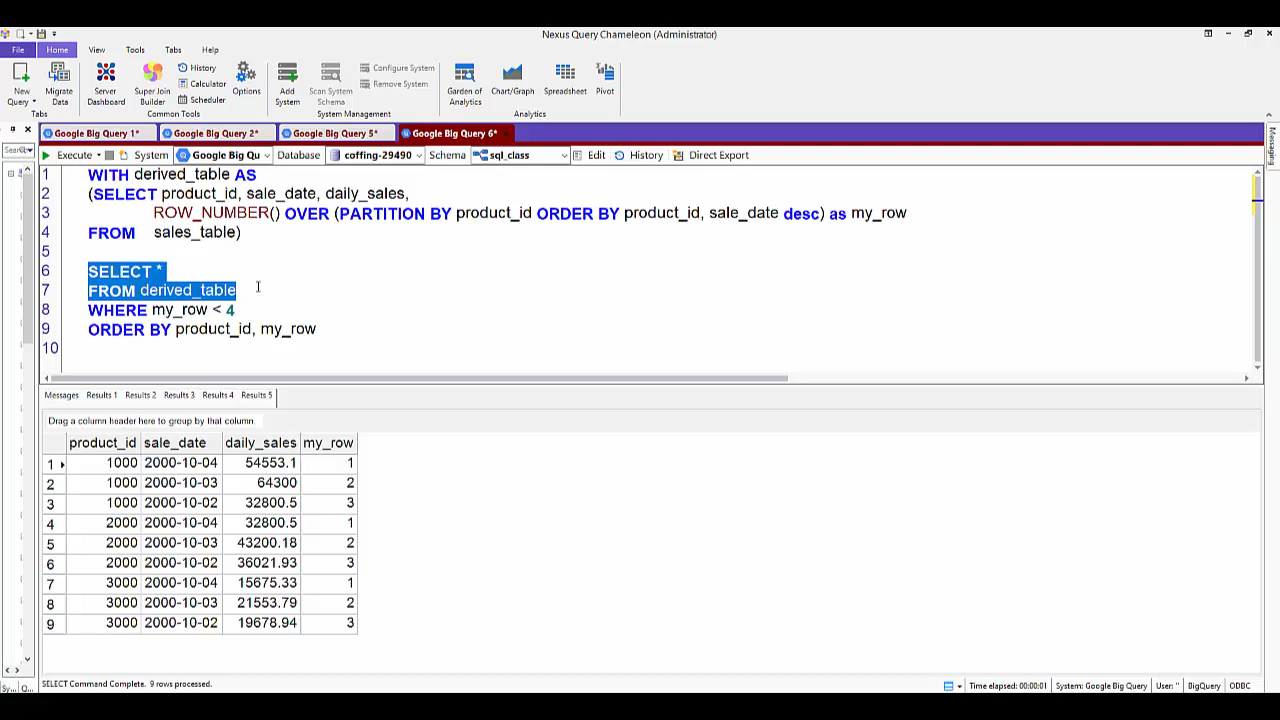 Nexus Query Chameleon (Administrator)
File Home View Tools Tabs Help
New Query
Migrate Data
Tabs
Server Dashboard
Super Join Builder
History
Calculator
Scheduler
Common Tools
Options
Add System
Scan System Schema
Configure System
Remove System
System Management
Garden of Analytics
Chart/Graph
Spreadsheet
Pivot
Analytics
Google Big Query 1* Google Big Query 2* Google Big Query 5* Google Big Query 6*
Execute System Google Big Qu Database coffing-29490 Schema sql_class Edit History Direct Export
Messaging
1 WITH derived_table AS
2 (SELECT product_id, sale_date, daily_sales,
3 ROW_NUMBER() OVER (PARTITION BY product_id ORDER BY product_id, sale_date desc) as my_row
4 FROM sales_table)
5
6 SELECT *
7 FROM derived_table
8 WHERE my_row < 4
9 ORDER BY product_id, my_row
10
Messages Results 1 Results 2 Results 3 Results 4 Results 5
Drag a column header here to group by that column.
product_id sale_date daily_sales my_row
1 1000 2000-10-04 54553.1 1
2 1000 2000-10-03 64300 2
3 1000 2000-10-02 32800.5 3
4 2000 2000-10-04 32800.5 1
5 2000 2000-10-03 43200.18 2
6 2000 2000-10-02 36021.93 3
7 3000 2000-10-04 15675.33 1
8 3000 2000-10-03 21553.79 2
9 3000 2000-10-02 19678.94 3
SELECT Command Complete. 9 rows processed.
Time elapsed: 00:00:01 System: Google Big Query User: '' BigQuery ODBC